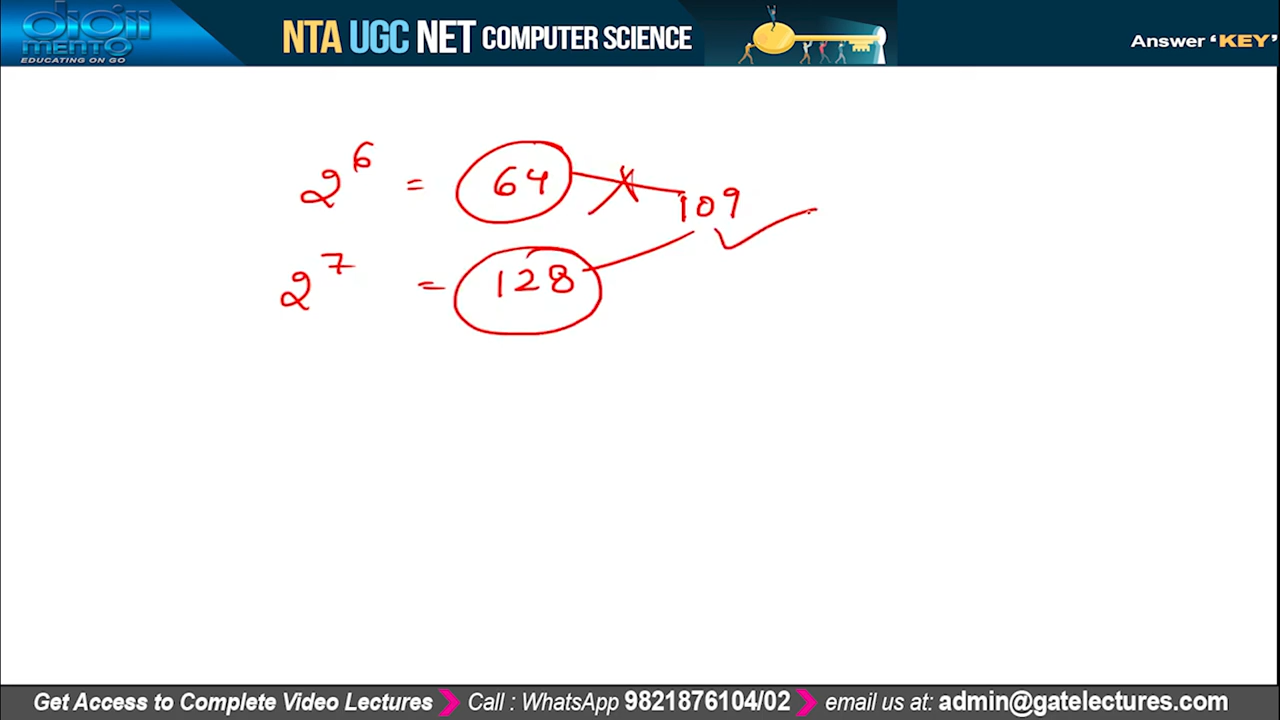 digii
MENTO
EDUCATING ON GO
NTA UGC NET COMPUTER SCIENCE
Answer ‘KEY’
2^6 = 64
109
2^7 = 128
Get Access to Complete Video Lectures
Call : WhatsApp 9821876104/02
email us at: admin@gatelectures.com